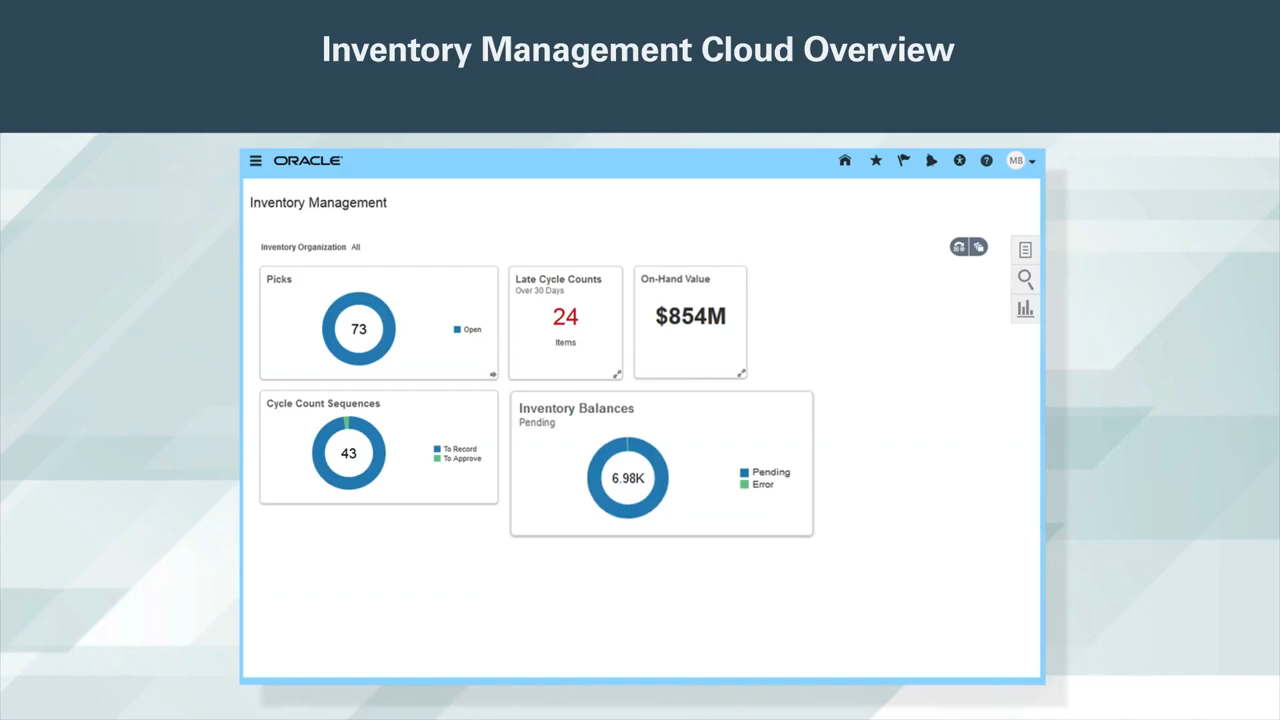 Inventory Management Cloud Overview
ORACLE
MB
Inventory Management
Inventory Organization All
Picks
73
Open
Late Cycle Counts
Over 30 Days
24
Items
On-Hand Value
$854M
Cycle Count Sequences
43
To Record
To Approve
Inventory Balances
Pending
6.98K
Pending
Error